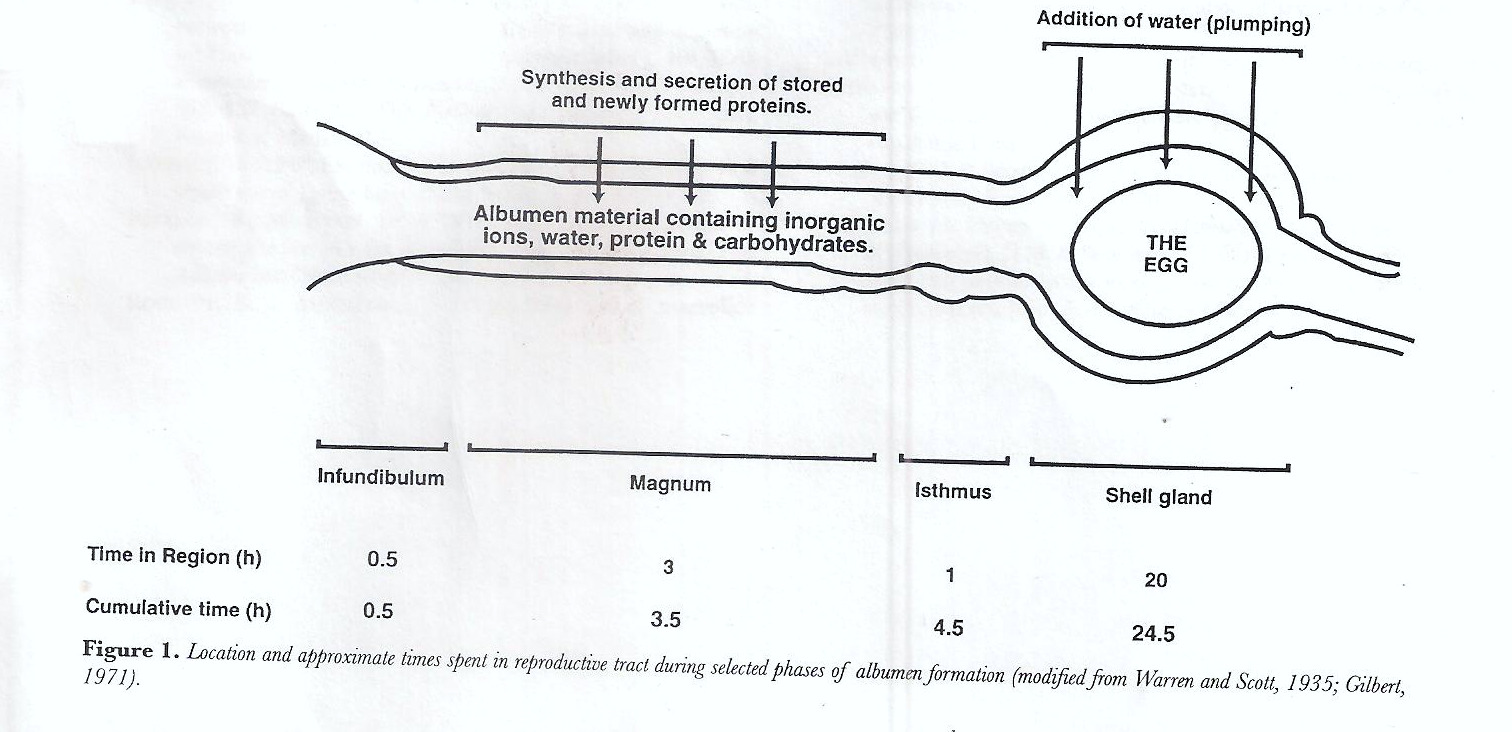 Addition of water (plumping)
Synthesis and secretion of stored
and newly formed proteins.
Albumen material containing inorganic
ions, water, protein & carbohydrates.
THE
EGG
Infundibulum
Magnum
Isthmus
Shell gland
Time in Region (h) 0.5 3 1 20
Cumulative time (h) 0.5 3.5 4.5 24.5
Figure 1. Location and approximate times spent in reproductive tract during selected phases of albumen formation (modified from Warren and Scott, 1935; Gilbert,
1971).